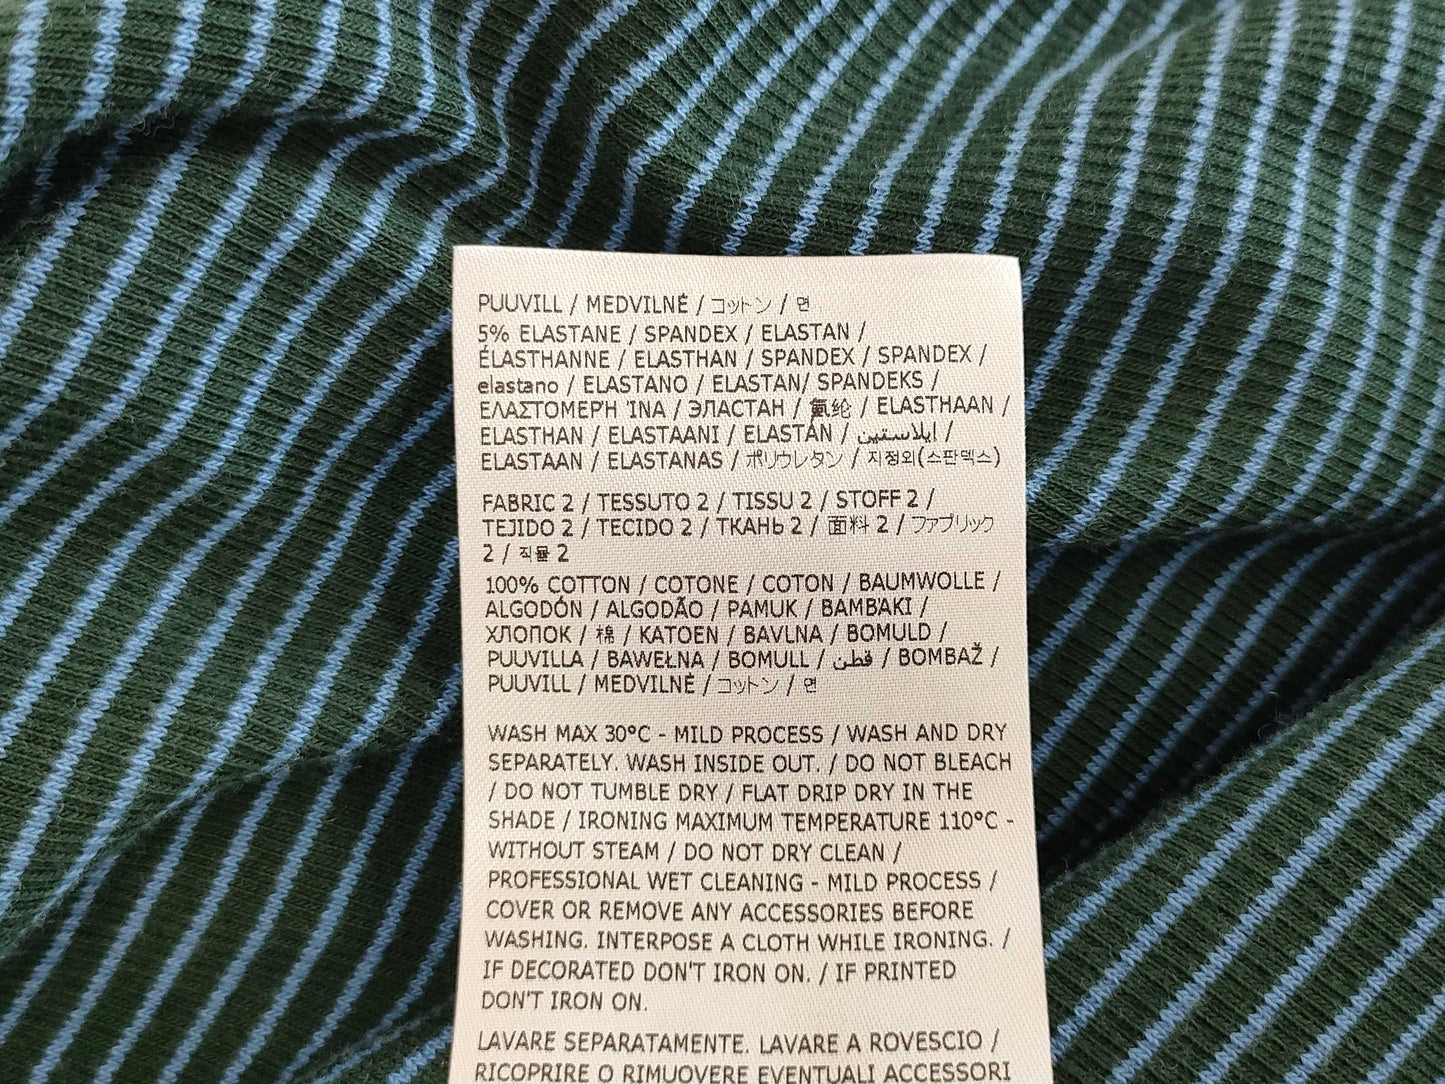 PUUVILL / MEDVILNĖ / コットン / 면
5% ELASTANE / SPANDEX / ELASTAN /
ÉLASTHANNE / ELASTHAN / SPANDEX / SPANDEX /
elastano / ELASTANO / ELASTAN/ SPANDEKS /
ΕΛΑΣΤΟΜΕΡΉ ΊΝΑ / ЭЛАСТАН / 氨纶 / ELASTHAAN /
ELASTHAN / ELASTAANI / ELASTAN / ايلاستين /
ELASTAAN / ELASTANAS / ポリウレタン / 지정외(스판덱스)
FABRIC 2 / TESSUTO 2 / TISSU 2 / STOFF 2 /
TEJIDO 2 / TECIDO 2 / ТКАНЬ 2 / 面料 2 / ファブリック
2 / 직물 2
100% COTTON / COTONE / COTON / BAUMWOLLE /
ALGODÓN / ALGODÃO / PAMUK / ΒΑΜΒΆΚΙ /
ХЛОПОК / 棉 / KATOEN / BAVLNA / BOMULD /
PUUVILLA / BAWEŁNA / BOMULL / قطن / BOMBAŽ /
PUUVILL / MEDVILNĖ / コットン / 면
WASH MAX 30°C - MILD PROCESS / WASH AND DRY
SEPARATELY. WASH INSIDE OUT. / DO NOT BLEACH
/ DO NOT TUMBLE DRY / FLAT DRIP DRY IN THE
SHADE / IRONING MAXIMUM TEMPERATURE 110°C -
WITHOUT STEAM / DO NOT DRY CLEAN /
PROFESSIONAL WET CLEANING - MILD PROCESS /
COVER OR REMOVE ANY ACCESSORIES BEFORE
WASHING. INTERPOSE A CLOTH WHILE IRONING. /
IF DECORATED DON'T IRON ON. / IF PRINTED
DON'T IRON ON.
LAVARE SEPARATAMENTE. LAVARE A ROVESCIO /
RICOPRIRE O RIMUOVERE EVENTUALI ACCESSORI